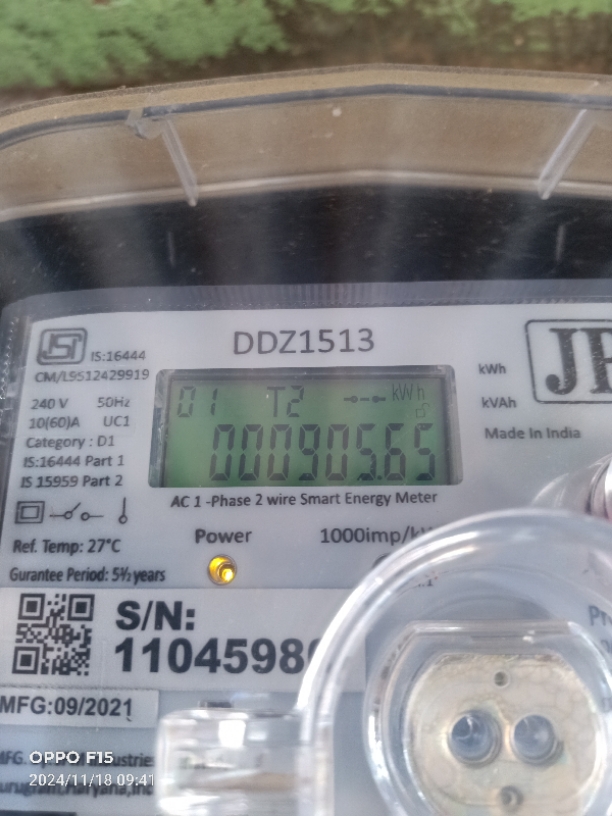 DDZ1513
IS:16444
CM/L9512429919
240 V 50Hz
10(60)A UC1
Category : D1
IS:16444 Part 1
IS 15959 Part 2
01 T2 kWh
000905.65
kWh
kVAh
Made In India
AC 1 -Phase 2 wire Smart Energy Meter
Ref. Temp: 27°C
Power
Gurantee Period: 5½ years
S/N:
MFG:09/2021
OPPO F15
2024/11/18 09:41